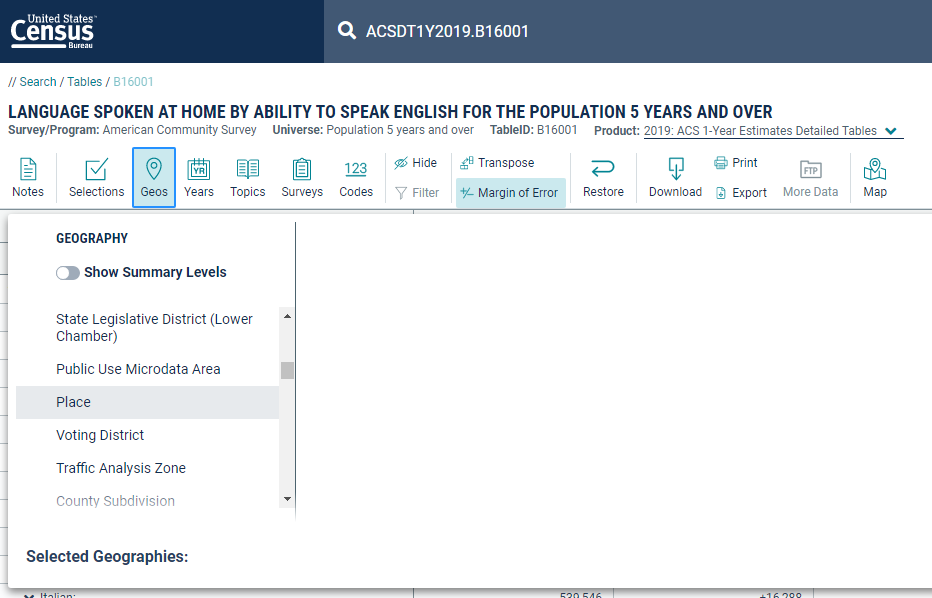 United States®
Census
Bureau
ACSDT1Y2019.B16001
// Search / Tables / B16001
LANGUAGE SPOKEN AT HOME BY ABILITY TO SPEAK ENGLISH FOR THE POPULATION 5 YEARS AND OVER
Survey/Program: American Community Survey Universe: Population 5 years and over TableID: B16001 Product: 2019: ACS 1-Year Estimates Detailed Tables
Notes
Selections
Geos
YR
Years
Topics
Surveys
123
Codes
Hide
Filter
Transpose
+/- Margin of Error
Restore
Download
Print
Export
FTP
More Data
Map
GEOGRAPHY
Show Summary Levels
State Legislative District (Lower
Chamber)
Public Use Microdata Area
Place
Voting District
Traffic Analysis Zone
County Subdivision
Selected Geographies:
Italian: 539,546 ±16,288